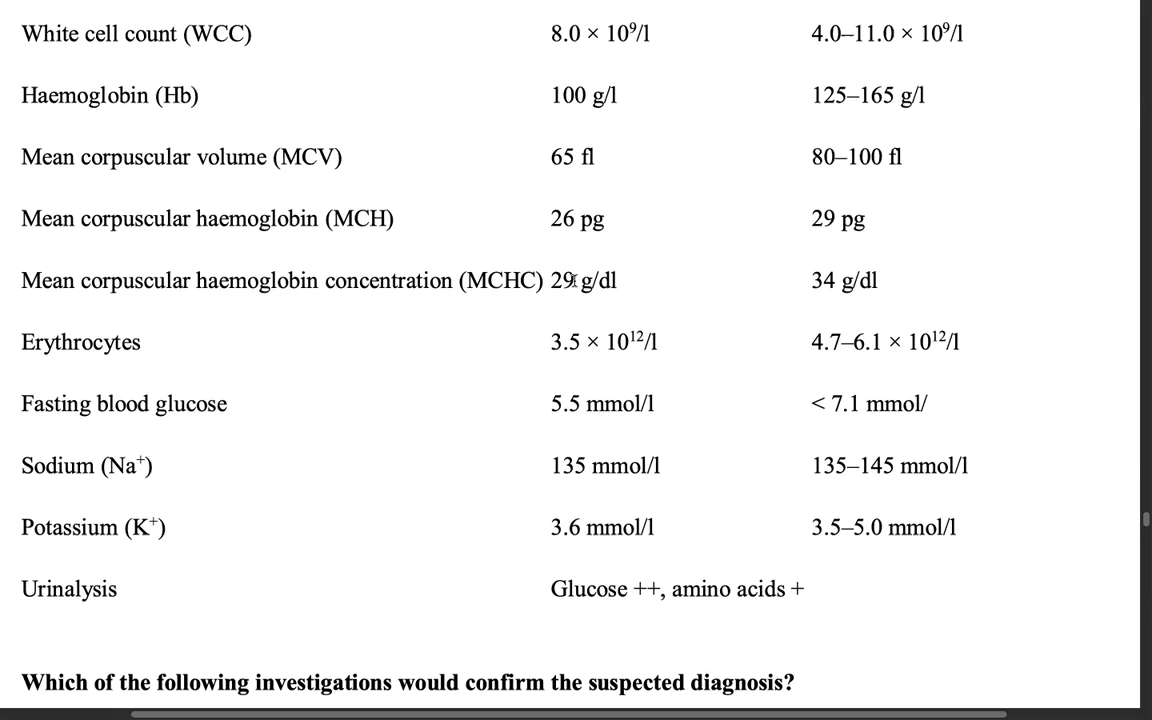 White cell count (WCC) 8.0 × 10⁹/l 4.0–11.0 × 10⁹/l
Haemoglobin (Hb) 100 g/l 125–165 g/l
Mean corpuscular volume (MCV) 65 fl 80–100 fl
Mean corpuscular haemoglobin (MCH) 26 pg 29 pg
Mean corpuscular haemoglobin concentration (MCHC) 29 g/dl 34 g/dl
Erythrocytes 3.5 × 10¹²/l 4.7–6.1 × 10¹²/l
Fasting blood glucose 5.5 mmol/l < 7.1 mmol/
Sodium (Na⁺) 135 mmol/l 135–145 mmol/l
Potassium (K⁺) 3.6 mmol/l 3.5–5.0 mmol/l
Urinalysis Glucose ++, amino acids +
Which of the following investigations would confirm the suspected diagnosis?